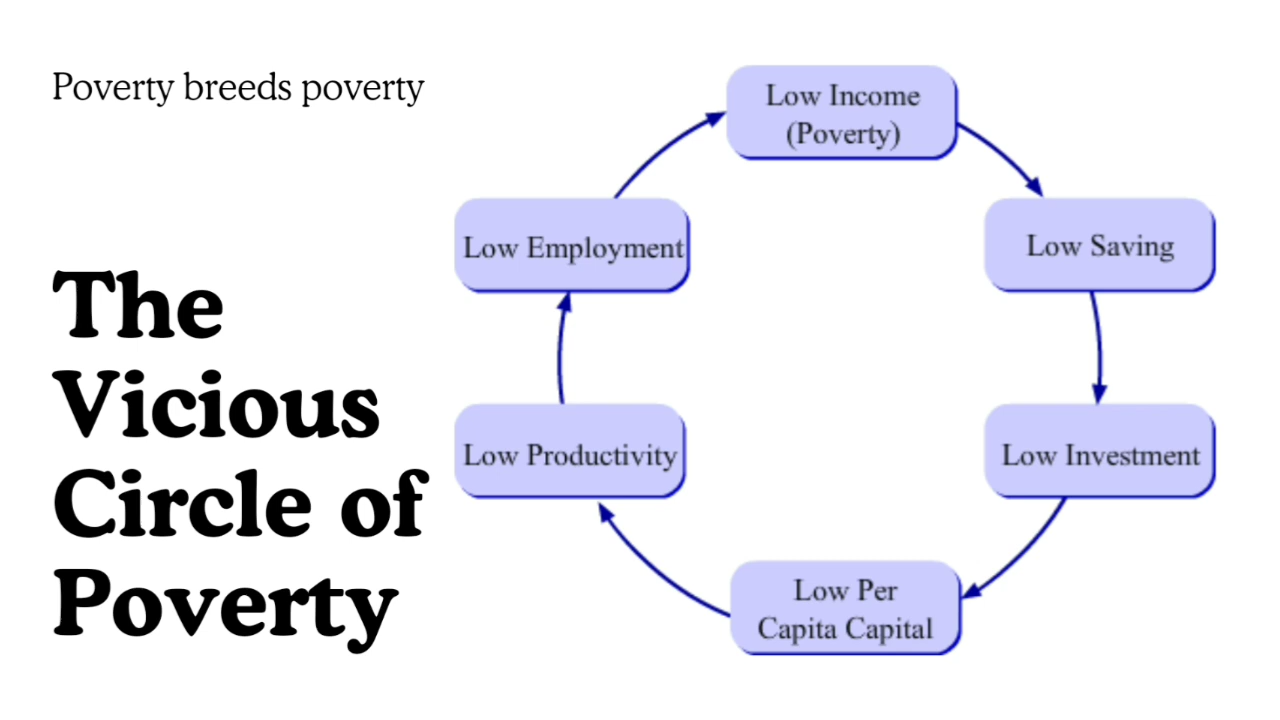 Poverty breeds poverty
The
Vicious
Circle of
Poverty
Low Income
(Poverty)
Low Saving
Low Investment
Low Per
Capita Capital
Low Productivity
Low Employment